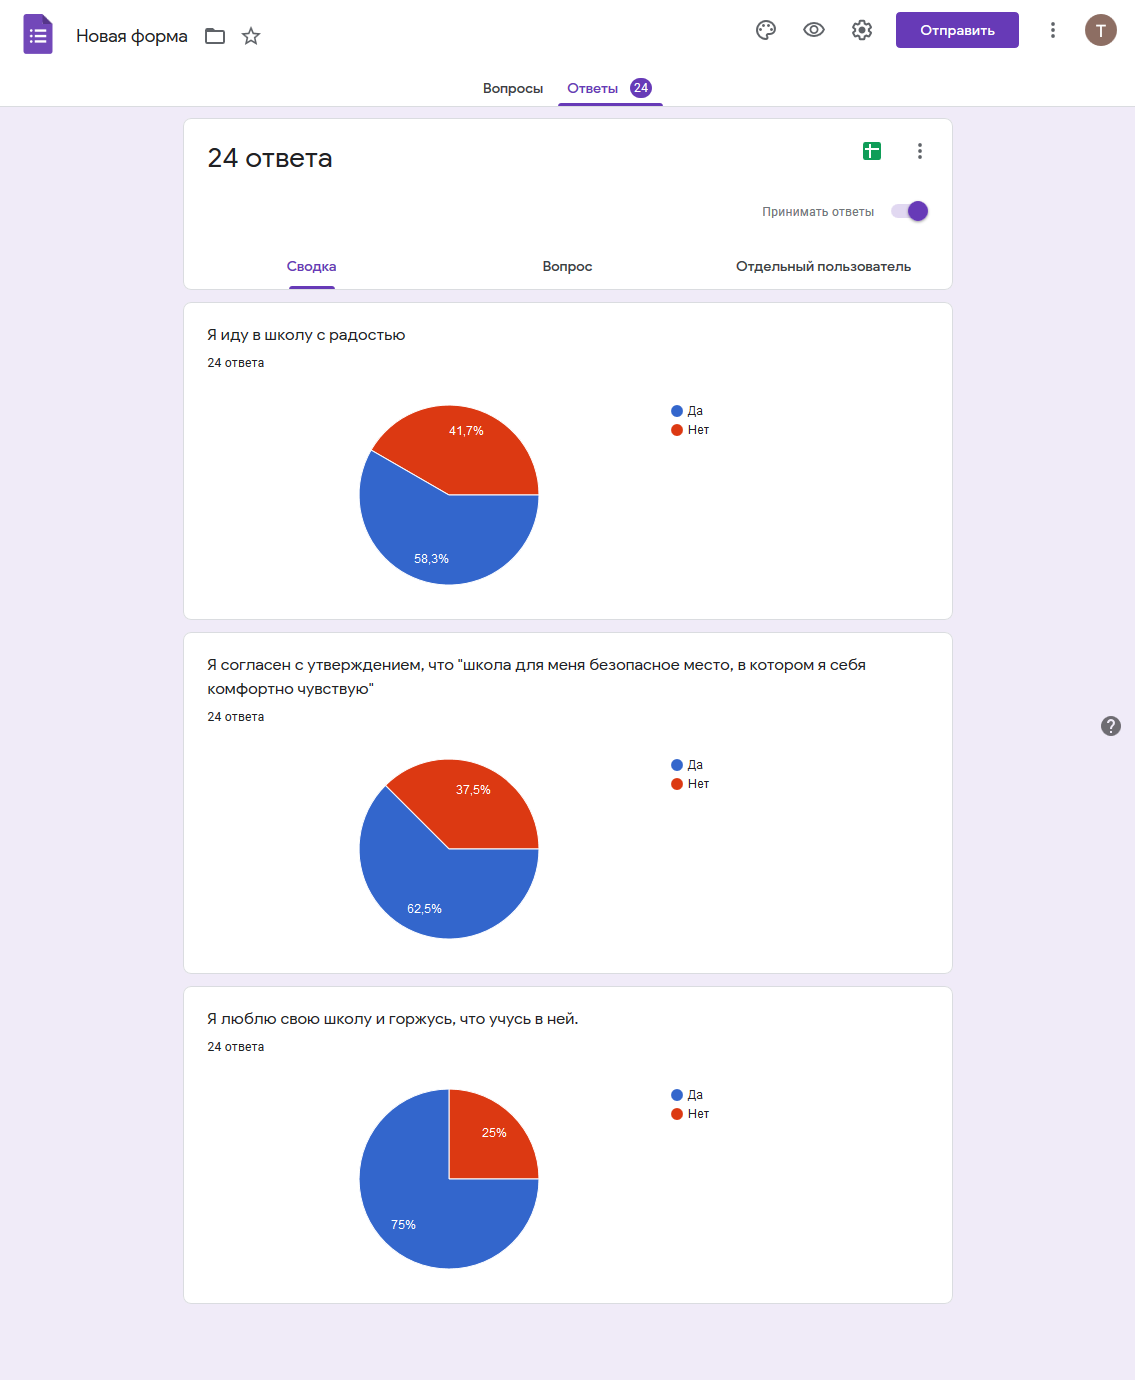 Новая форма
Отправить
T
Вопросы
Ответы 24
24 ответа
Принимать ответы
Сводка
Вопрос
Отдельный пользователь
Я иду в школу с радостью
24 ответа
41,7%
58,3%
Да
Нет
Я согласен с утверждением, что "школа для меня безопасное место, в котором я себя
комфортно чувствую"
24 ответа
37,5%
62,5%
Да
Нет
Я люблю свою школу и горжусь, что учусь в ней.
24 ответа
25%
75%
Да
Нет